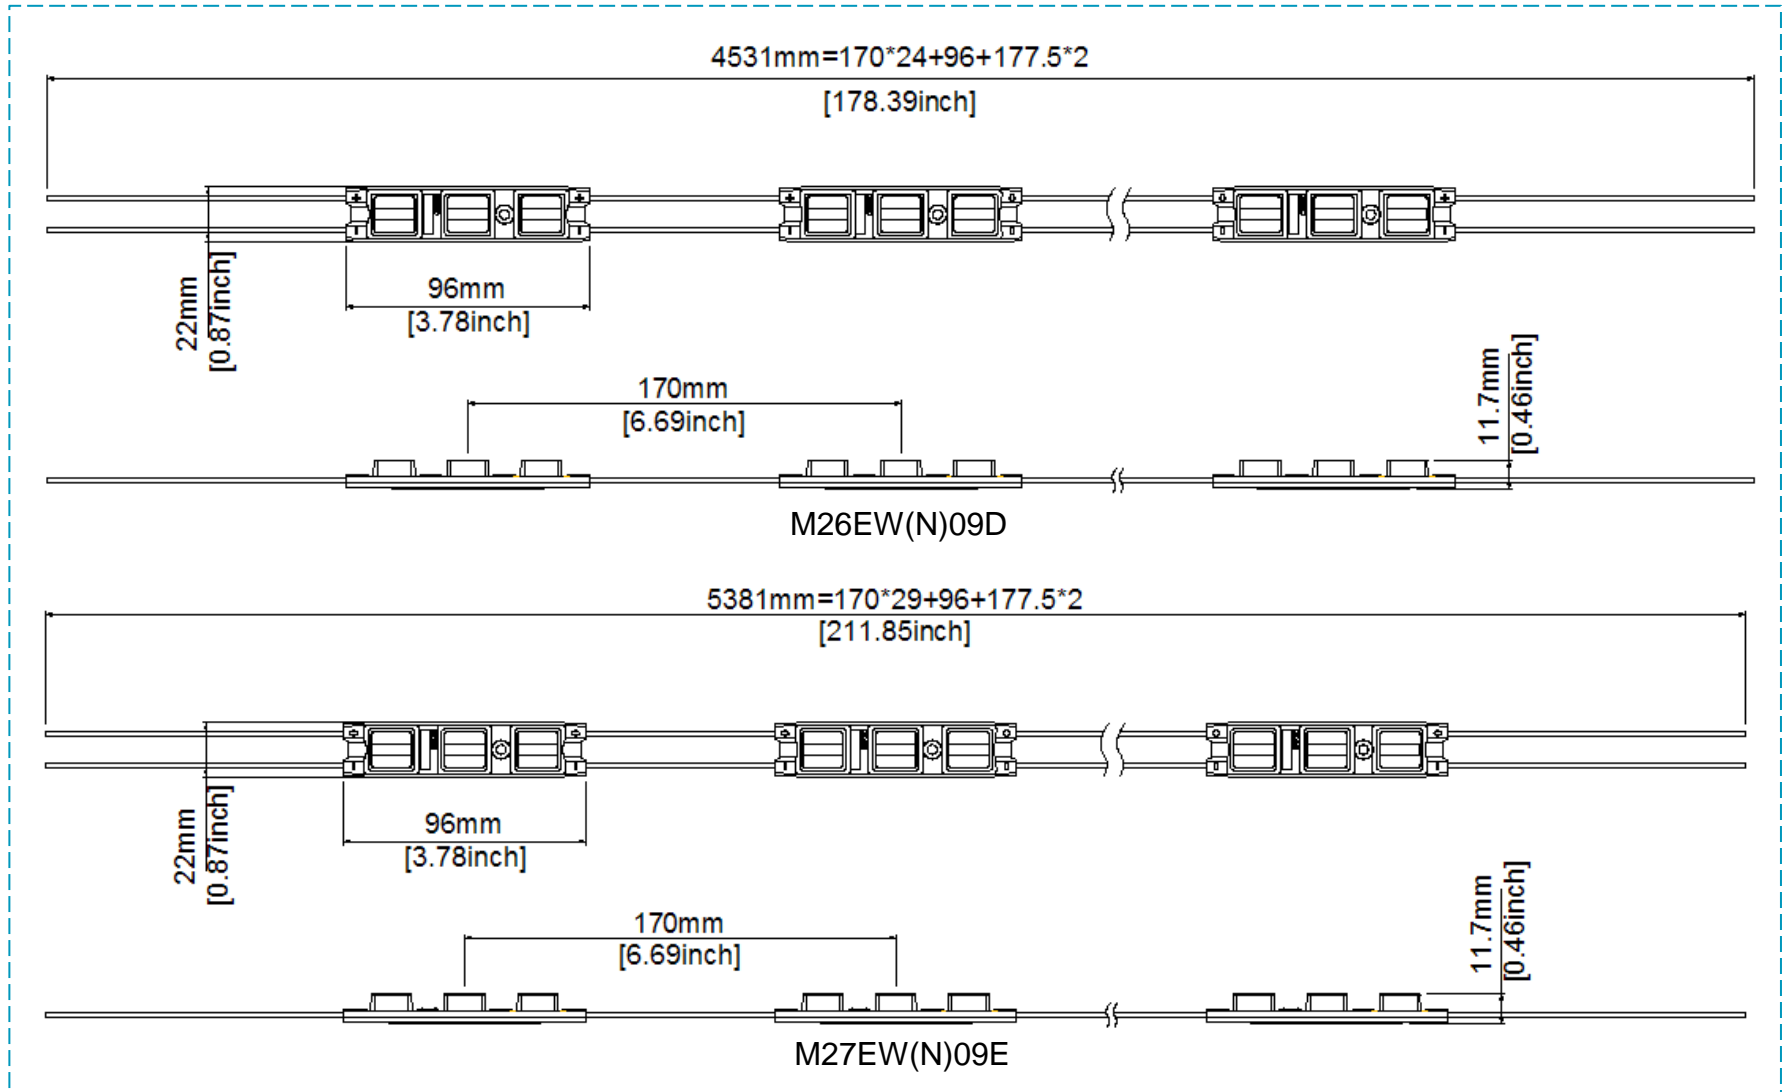 4531mm=170*24+96+177.5*2
[178.39inch]
22mm
[0.87inch]
96mm
[3.78inch]
170mm
[6.69inch]
11.7mm
[0.46inch]
M26EW(N)09D
5381mm=170*29+96+177.5*2
[211.85inch]
22mm
[0.87inch]
96mm
[3.78inch]
170mm
[6.69inch]
11.7mm
[0.46inch]
M27EW(N)09E